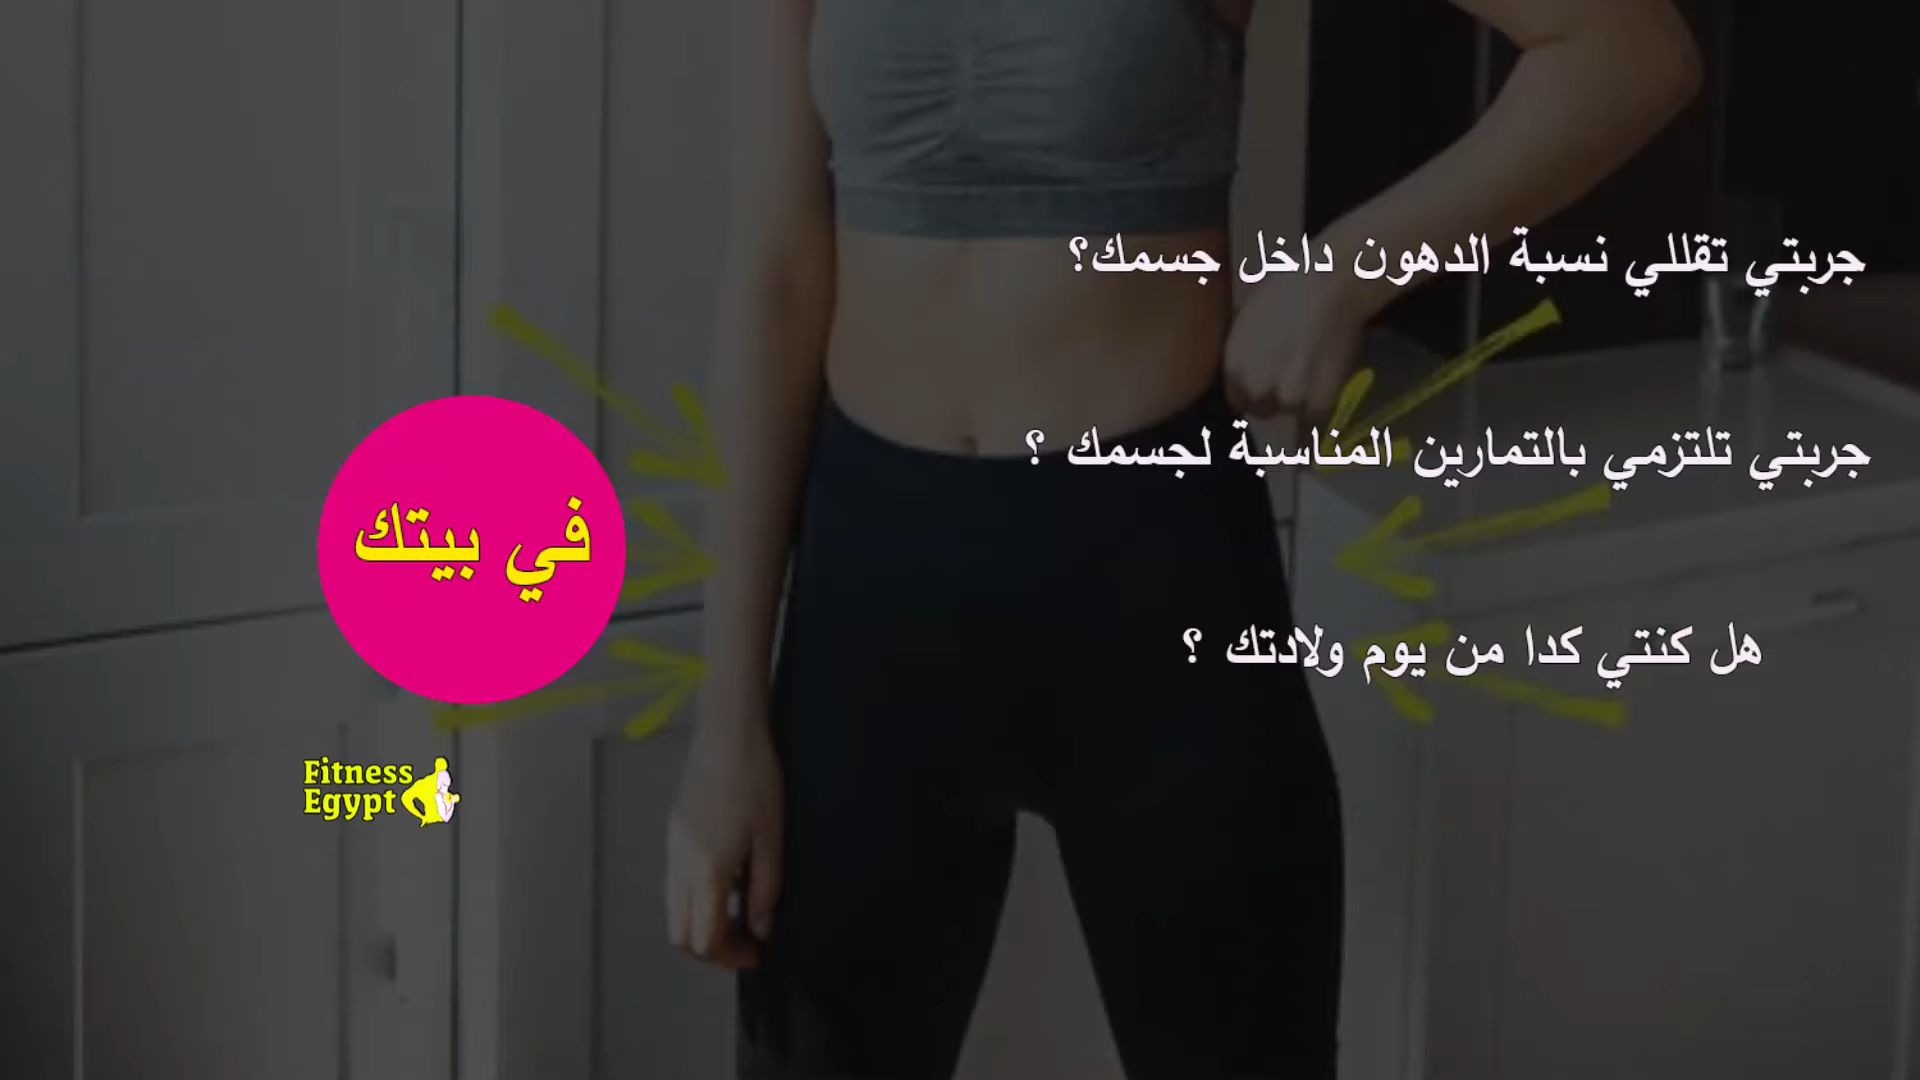 جربتي تقللي نسبة الدهون داخل جسمك؟
جربتي تلتزمي بالتمارين المناسبة لجسمك ؟
في بيتك
هل كنتي كدا من يوم ولادتك ؟
Fitness
Egypt